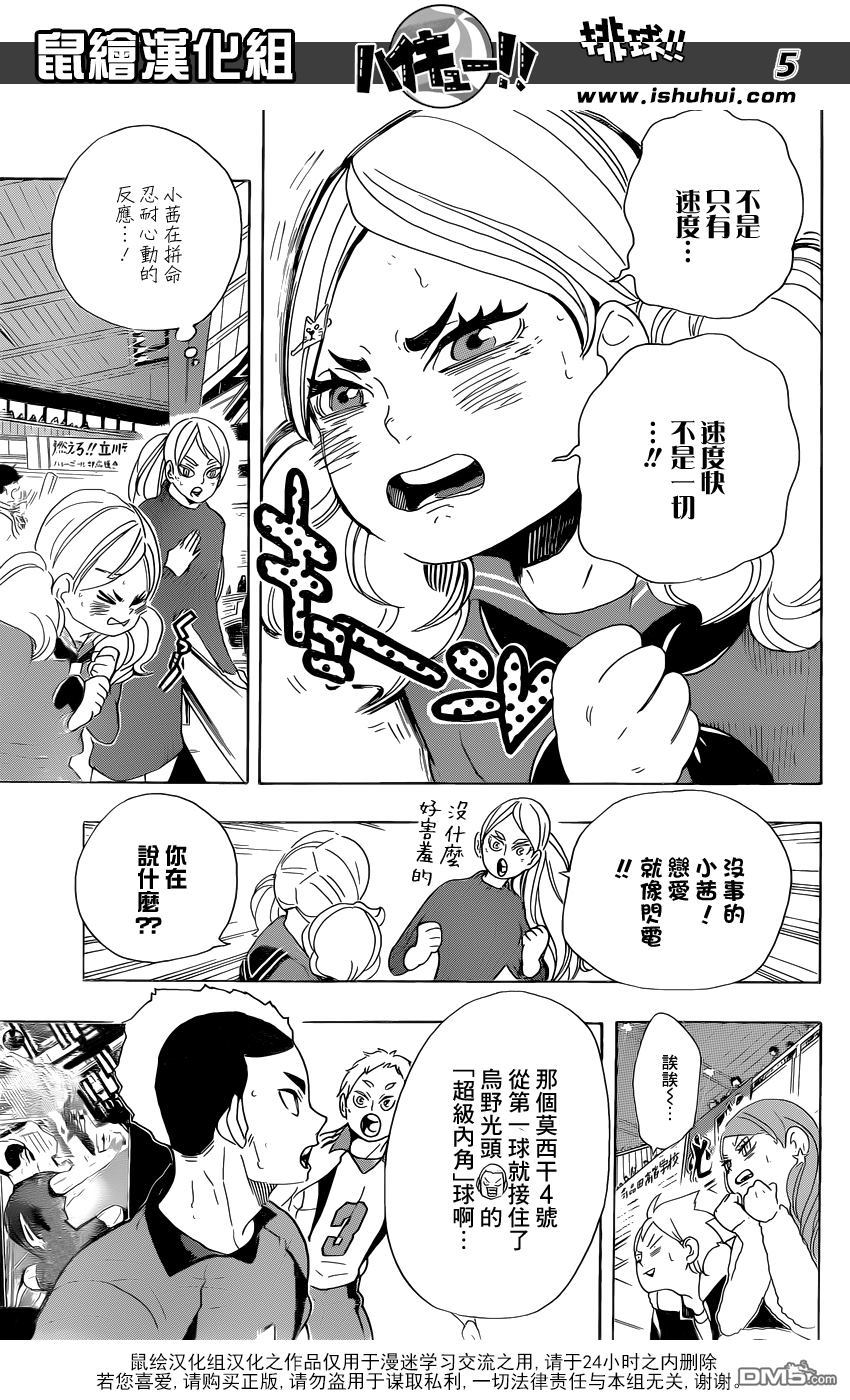 鼠繪漢化組
ハイキュー!!
排球!!
5
www.ishuhui.com
不是
只有
速度…
速度快
不是一切
…!!
小茜在拼命
忍耐心動的
反應…!
燃えろ!!立川
沒事的
小茜!
戀愛
就像閃電
!!
沒什麼
好害羞的
你在
說什麼??
誒誒~…
那個莫西干4號
從第一球就接住了
烏野光頭的
「超級內角」球啊…
3
鼠绘汉化组汉化之作品仅用于漫迷学习交流之用,请于24小时之内删除
若您喜爱,请购买正版,请勿用于谋取私利,一切法律责任与本组无关,谢谢。
DM5.com